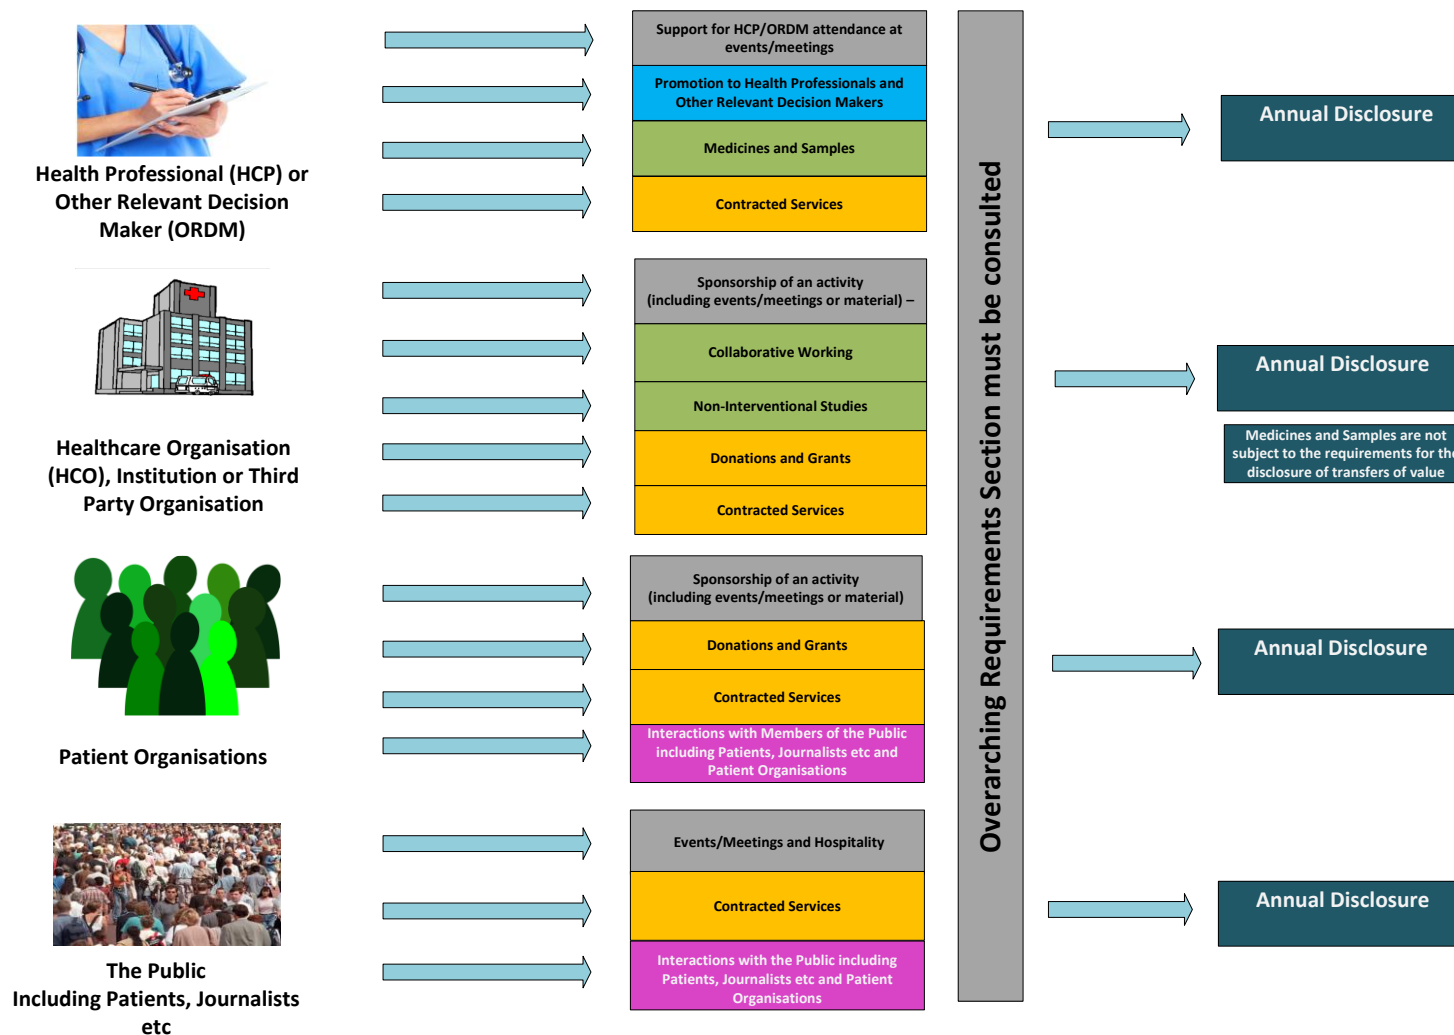 Support for HCP/ORDM attendance at
events/meetings
Promotion to Health Professionals and
Other Relevant Decision Makers
Medicines and Samples
Contracted Services
Health Professional (HCP) or
Other Relevant Decision
Maker (ORDM)
Annual Disclosure
Sponsorship of an activity
(including events/meetings or material) –
Collaborative Working
Non-Interventional Studies
Donations and Grants
Contracted Services
Healthcare Organisation
(HCO), Institution or Third
Party Organisation
Annual Disclosure
Medicines and Samples are not
subject to the requirements for the
disclosure of transfers of value
Overarching Requirements Section must be consulted
Sponsorship of an activity
(including events/meetings or material)
Donations and Grants
Contracted Services
Interactions with Members of the Public
including Patients, Journalists etc and
Patient Organisations
Patient Organisations
Annual Disclosure
Events/Meetings and Hospitality
Contracted Services
Interactions with the Public including
Patients, Journalists etc and Patient
Organisations
The Public
Including Patients, Journalists
etc
Annual Disclosure